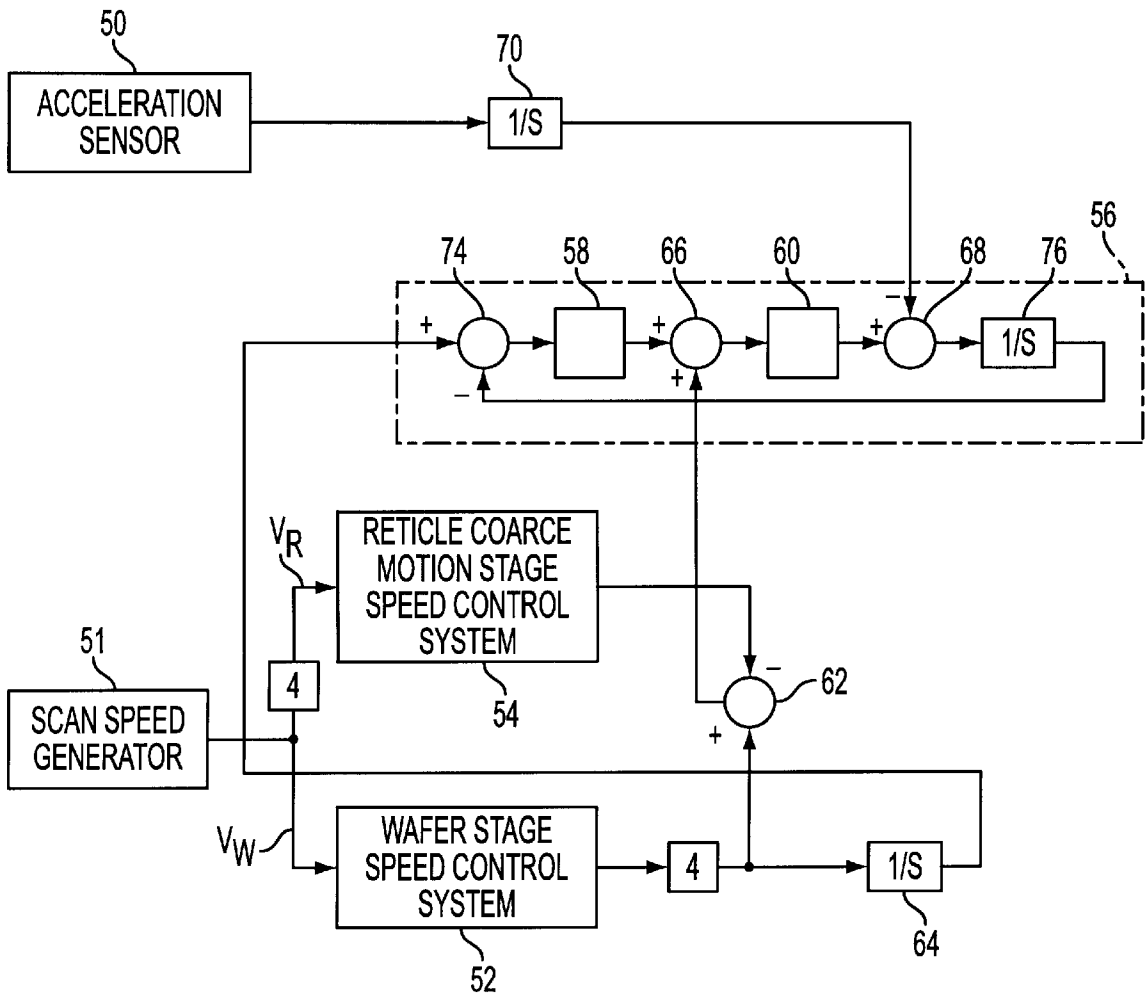 50
ACCELERATION
SENSOR
70
1/S
56
74
58
66
60
68
76
+
−
+
+
+
−
1/S
V_R
RETICLE COARCE
MOTION STAGE
SPEED CONTROL
SYSTEM
54
51
SCAN SPEED
GENERATOR
4
−
62
+
V_W
WAFER STAGE
SPEED CONTROL
SYSTEM
52
4
1/S
64